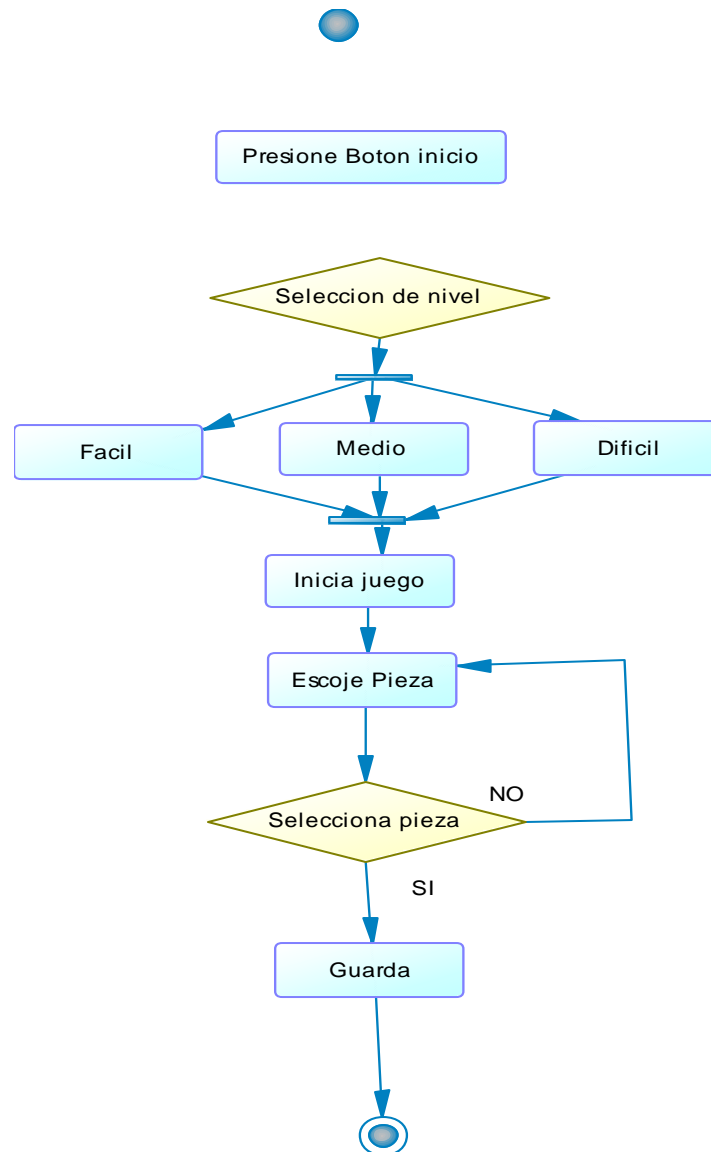 Presione Boton inicio
Seleccion de nivel
Facil
Medio
Dificil
Inicia juego
Escoje Pieza
NO
Selecciona pieza
SI
Guarda